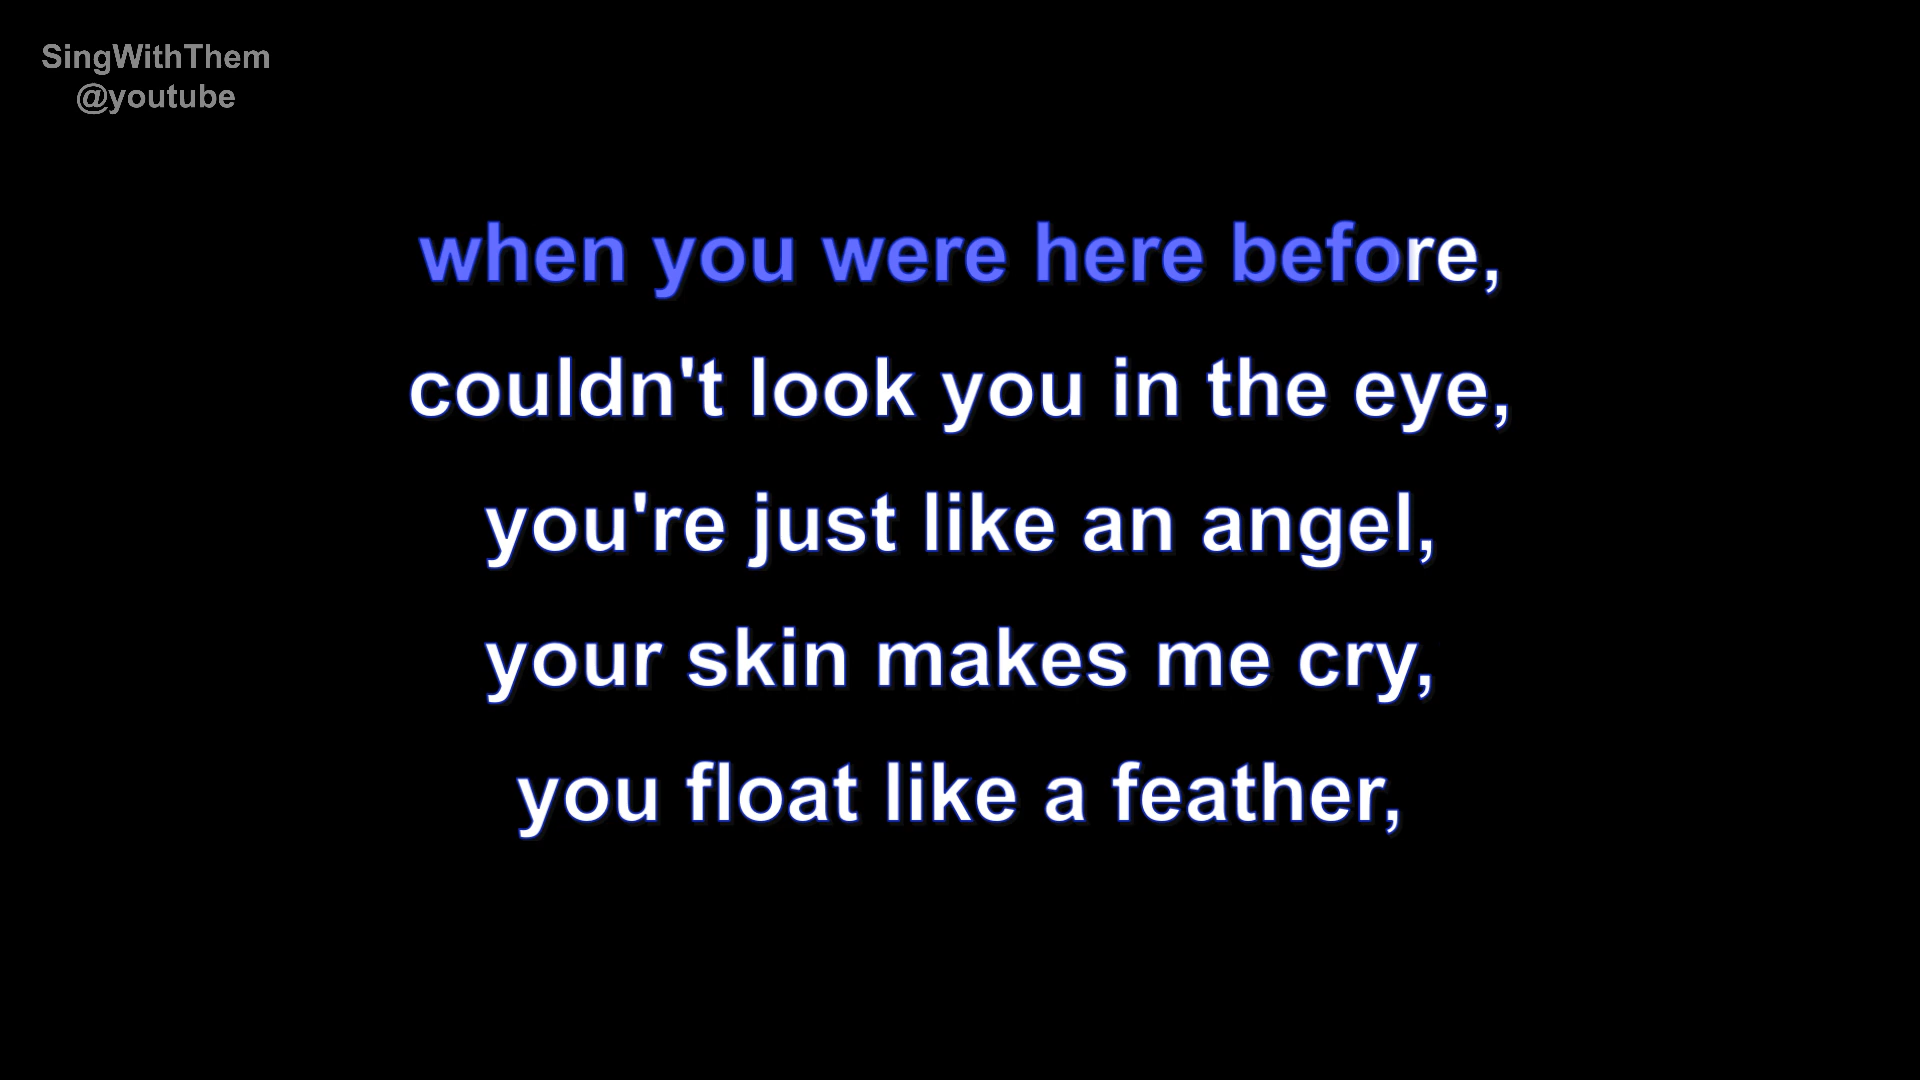 SingWithThem
@youtube
when you were here before,
couldn't look you in the eye,
you're just like an angel,
your skin makes me cry,
you float like a feather,